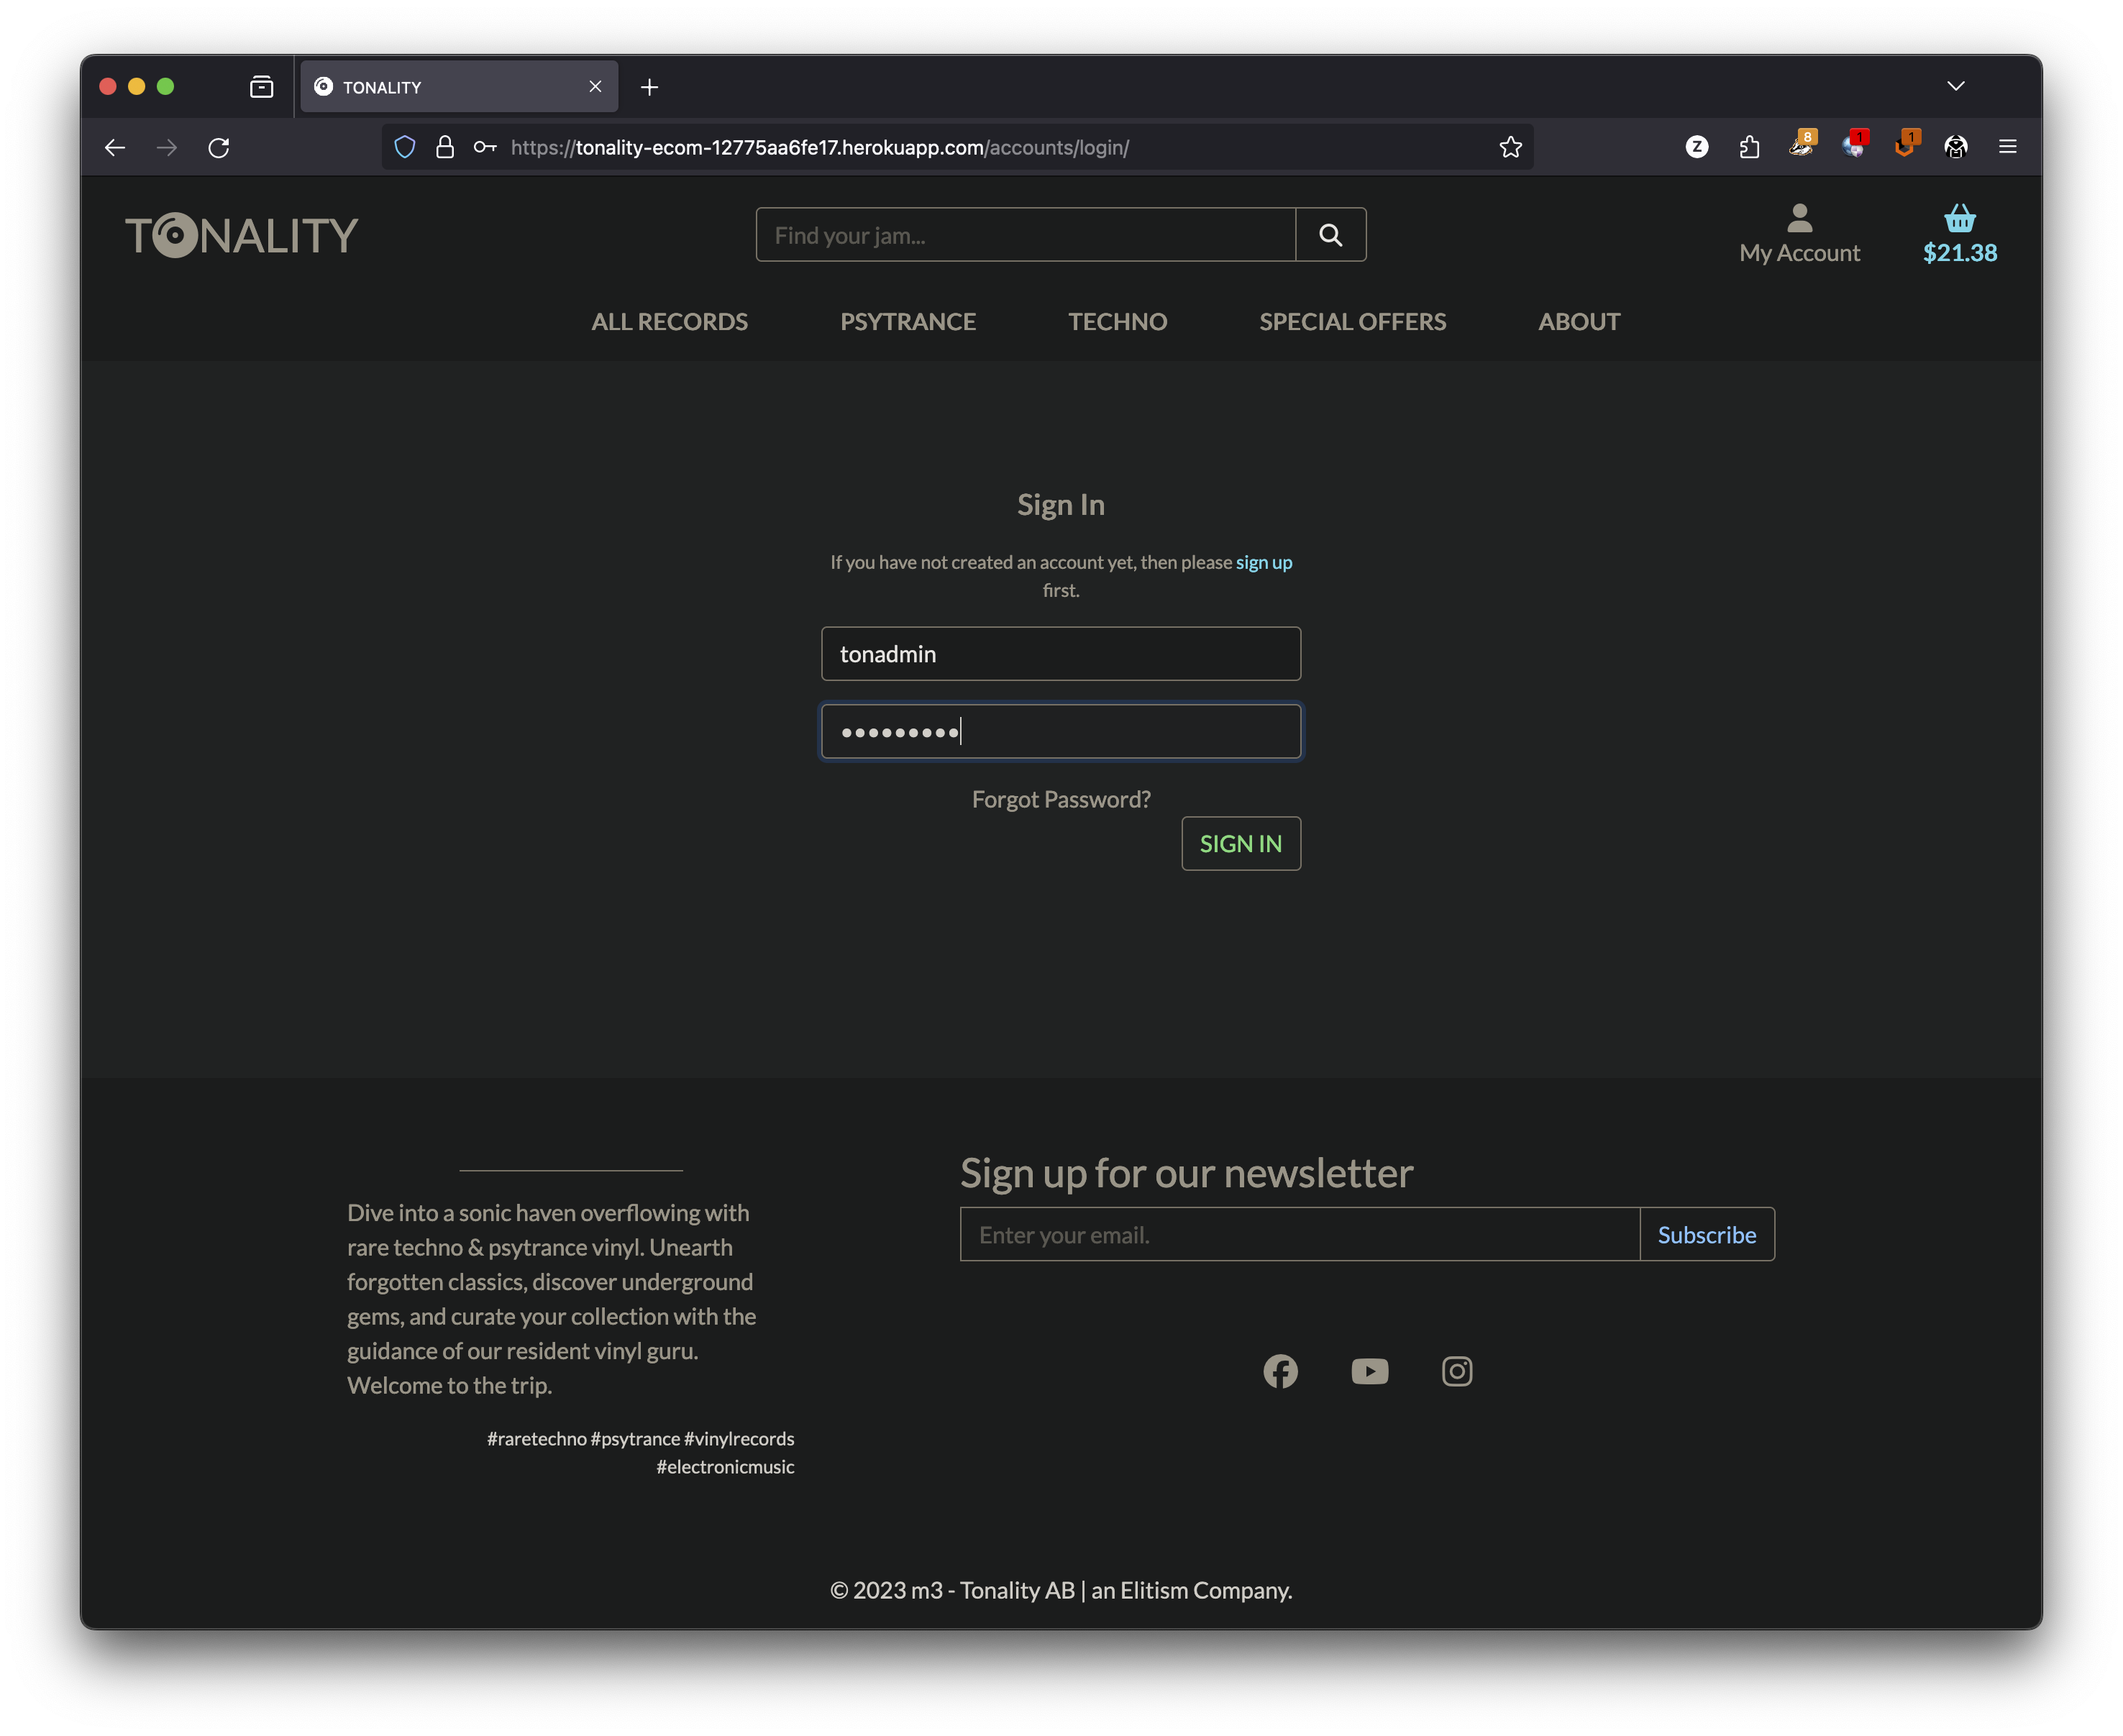 TONALITY
https://tonality-ecom-12775aa6fe17.herokuapp.com/accounts/login/
Z
8
1
1
TONALITY
Find your jam...
My Account
$21.38
ALL RECORDS
PSYTRANCE
TECHNO
SPECIAL OFFERS
ABOUT
Sign In
If you have not created an account yet, then please sign up
first.
tonadmin
•••••••••
Forgot Password?
SIGN IN
Dive into a sonic haven overflowing with
rare techno & psytrance vinyl. Unearth
forgotten classics, discover underground
gems, and curate your collection with the
guidance of our resident vinyl guru.
Welcome to the trip.
#raretechno #psytrance #vinylrecords
#electronicmusic
Sign up for our newsletter
Enter your email.
Subscribe
© 2023 m3 - Tonality AB | an Elitism Company.